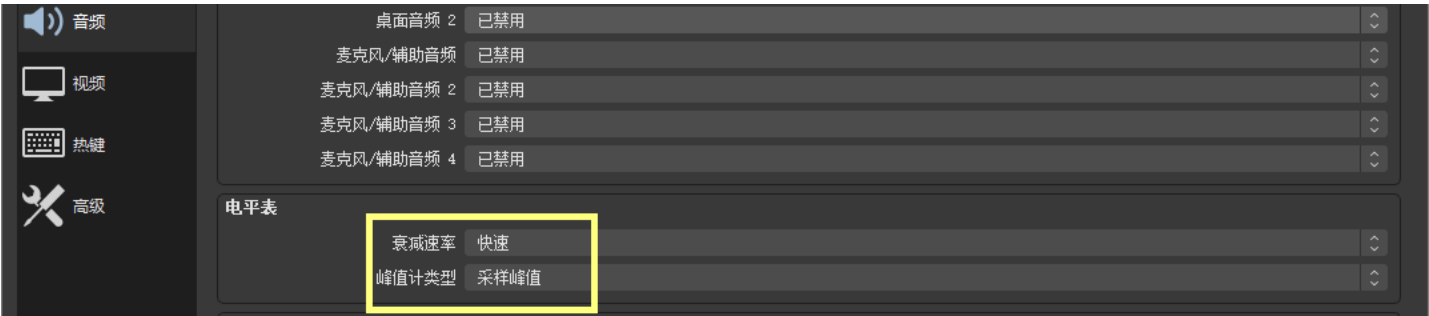 音频
桌面音频 2 已禁用
麦克风/辅助音频 已禁用
视频
麦克风/辅助音频 2 已禁用
麦克风/辅助音频 3 已禁用
热键
麦克风/辅助音频 4 已禁用
高级
电平表
衰减速率 快速
峰值计类型 采样峰值